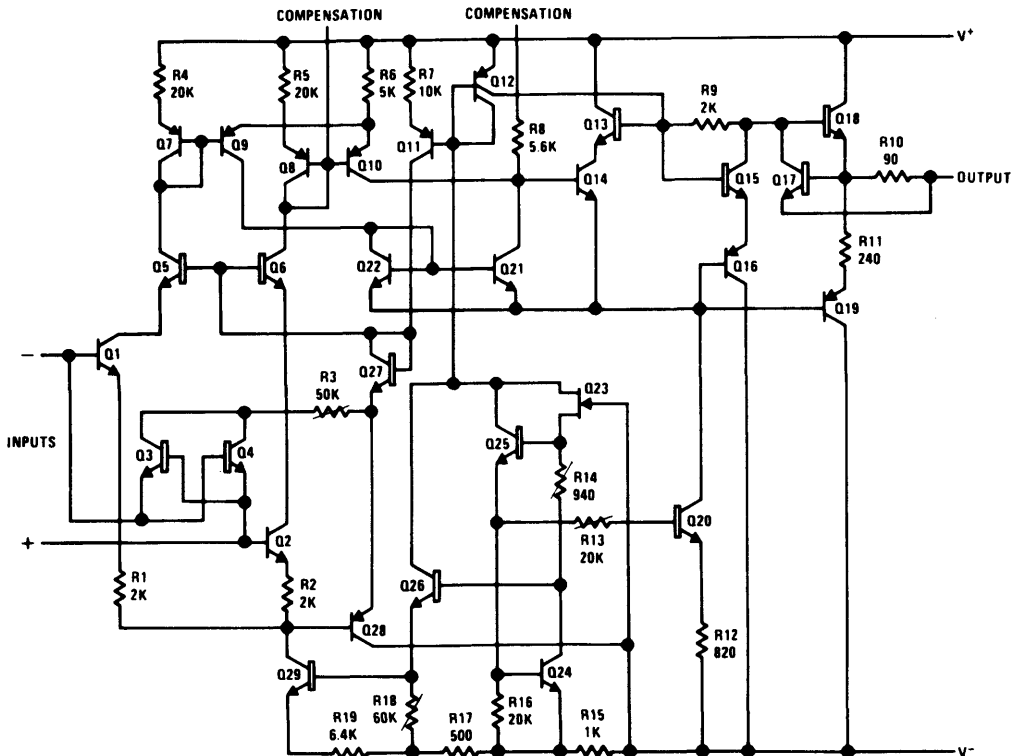 COMPENSATION COMPENSATION
V+
R4
20K
R5
20K
R6
5K
R7
10K
Q12
R8
5.6K
Q13
R9
2K
Q18
R10
90
OUTPUT
Q7
Q9
Q8
Q10
Q11
Q14
Q15
Q17
R11
240
Q5
Q6
Q22
Q21
Q16
Q19
−
Q1
Q27
R3
50K
Q23
INPUTS
Q3
Q4
Q25
R14
940
+
Q2
R13
20K
Q20
R1
2K
R2
2K
Q26
Q28
R12
820
Q29
R18
60K
R16
20K
Q24
R19
6.4K
R17
500
R15
1K
V−